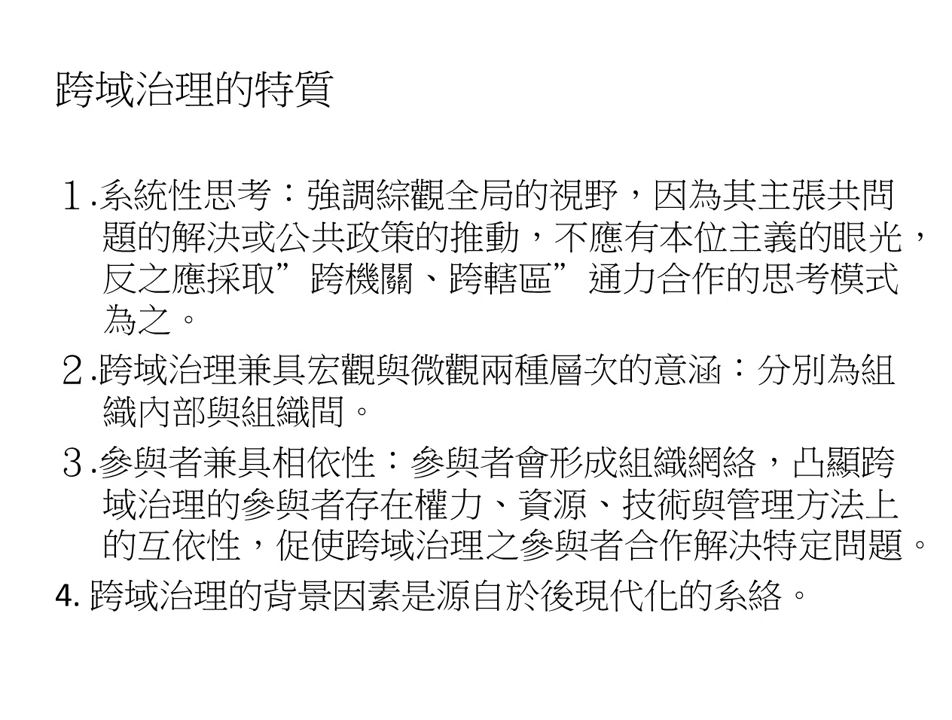 跨域治理的特質
１.系統性思考：強調綜觀全局的視野，因為其主張共問
題的解決或公共政策的推動，不應有本位主義的眼光，
反之應採取”跨機關、跨轄區”通力合作的思考模式
為之。
２.跨域治理兼具宏觀與微觀兩種層次的意涵：分別為組
織內部與組織間。
３.參與者兼具相依性：參與者會形成組織網絡，凸顯跨
域治理的參與者存在權力、資源、技術與管理方法上
的互依性，促使跨域治理之參與者合作解決特定問題。
4. 跨域治理的背景因素是源自於後現代化的系絡。